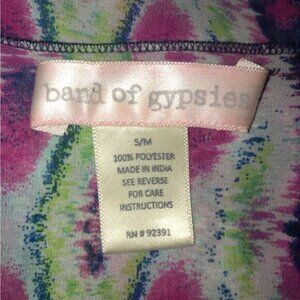 band of gypsies
S/M
100% POLYESTER
MADE IN INDIA
SEE REVERSE
FOR CARE
INSTRUCTIONS
RN # 92391